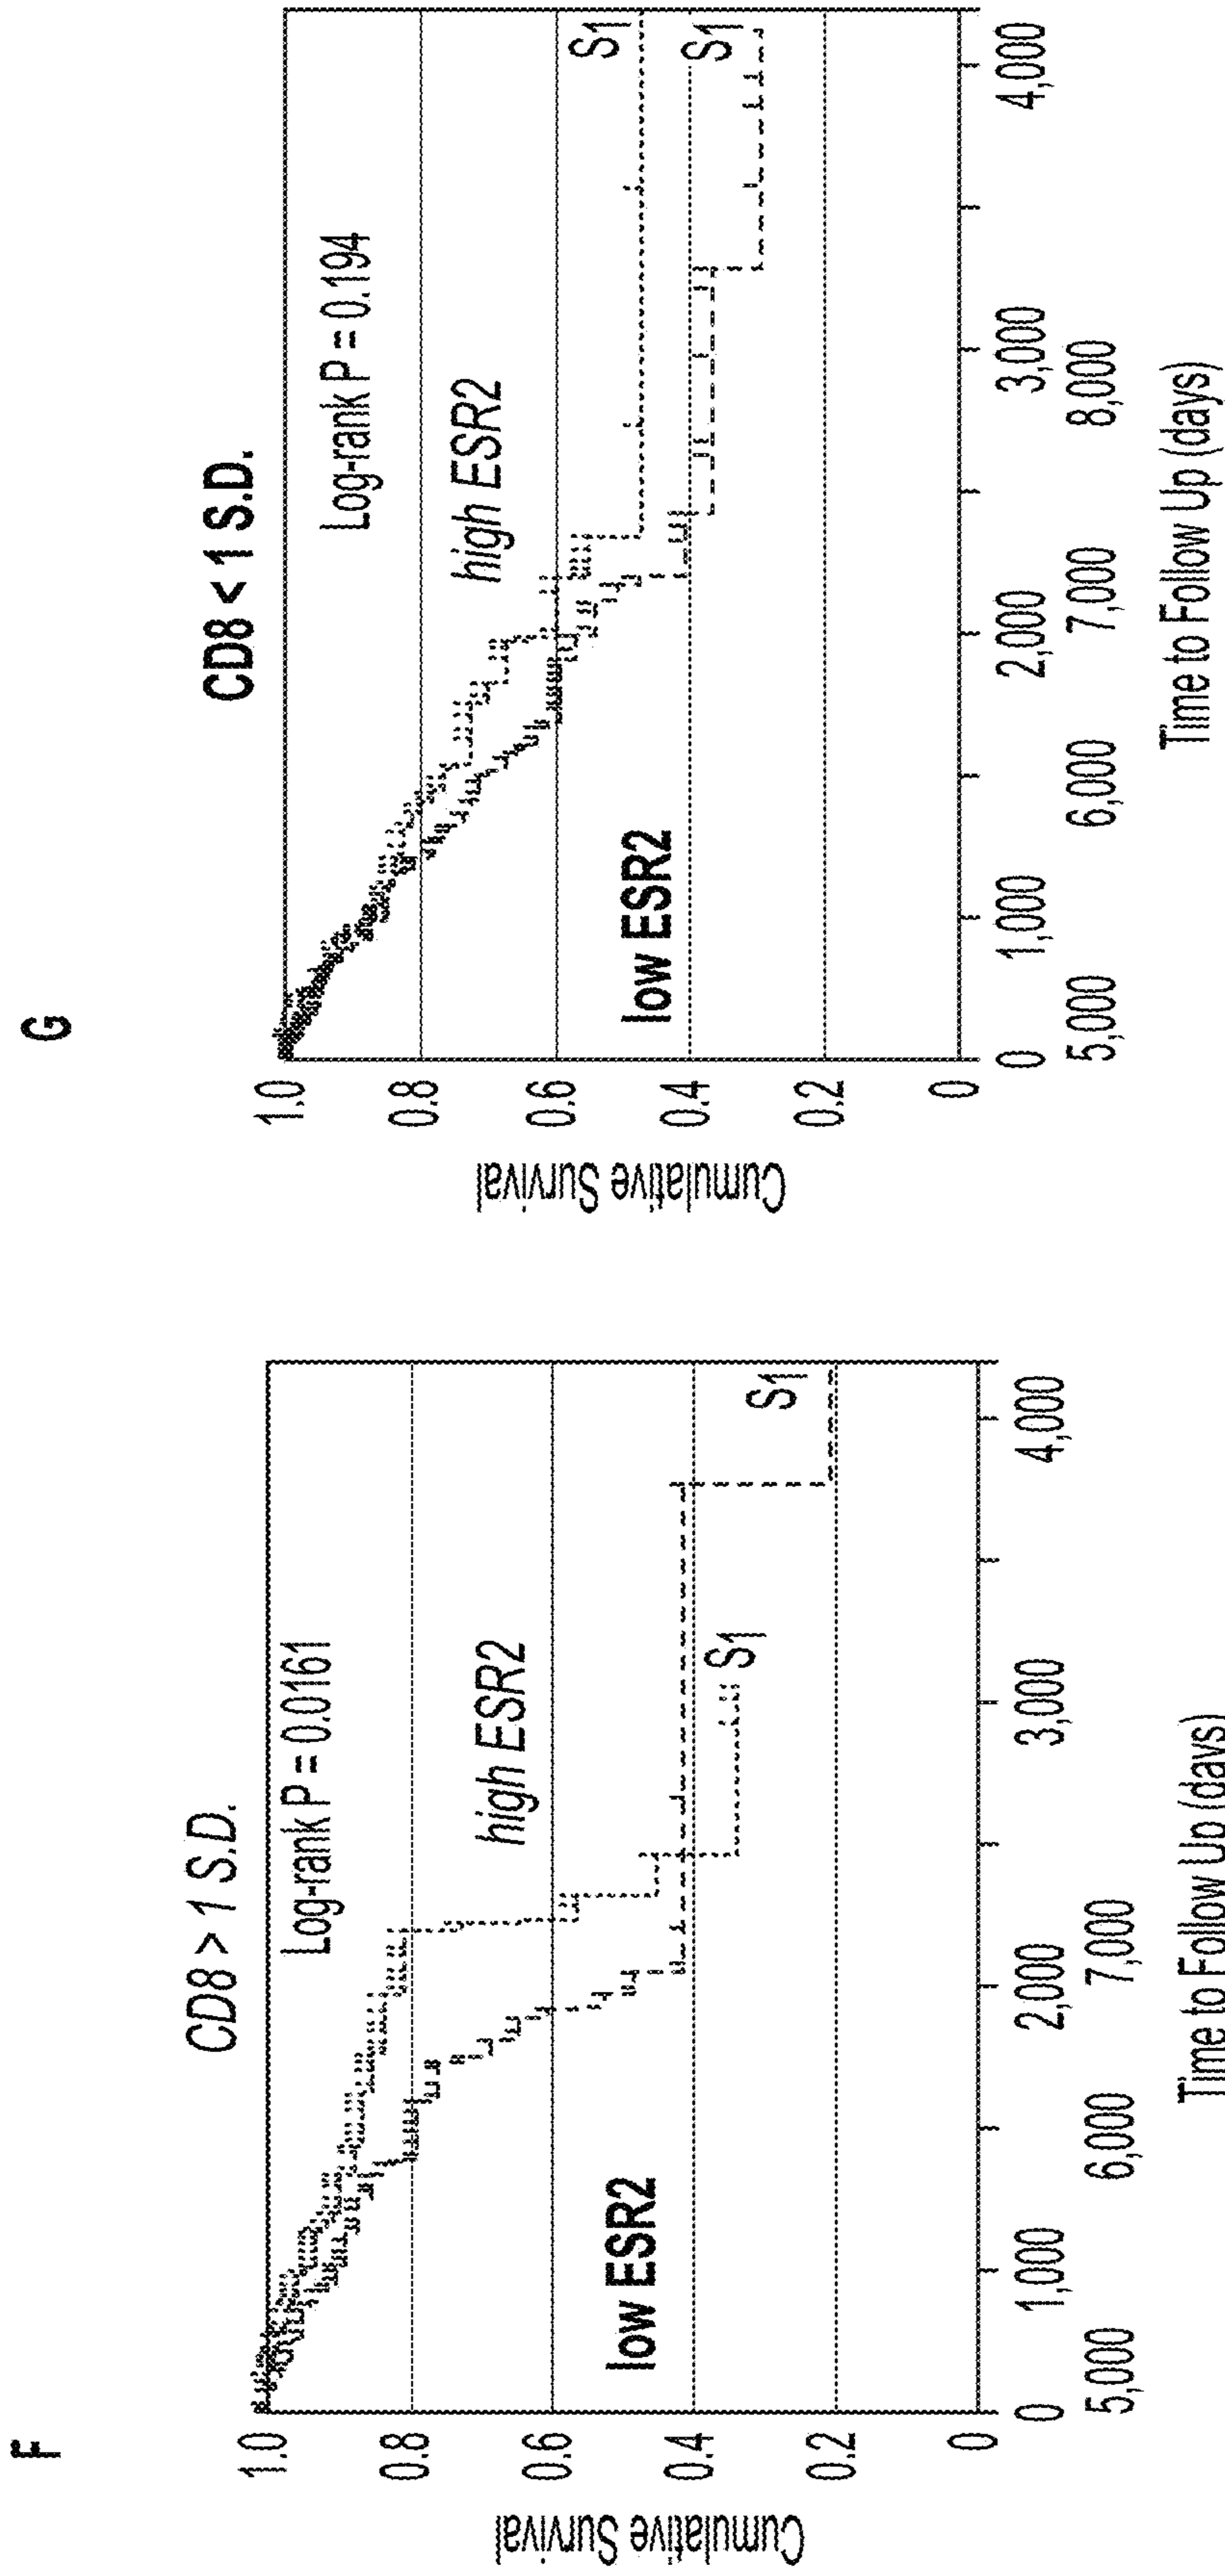 F
CD8 > 1 S.D.
Log-rank P = 0.0161
high ESR2
low ESR2
S1
S1
Cumulative Survival
1.0
0.8
0.6
0.4
0.2
0
0 1,000 2,000 3,000 4,000
5,000 6,000 7,000
Time to Follow Up (days)
G
CD8 < 1 S.D.
Log-rank P = 0.194
high ESR2
low ESR2
S1
S1
Cumulative Survival
1.0
0.8
0.6
0.4
0.2
0
0 1,000 2,000 3,000 4,000
5,000 6,000 7,000 8,000
Time to Follow Up (days)